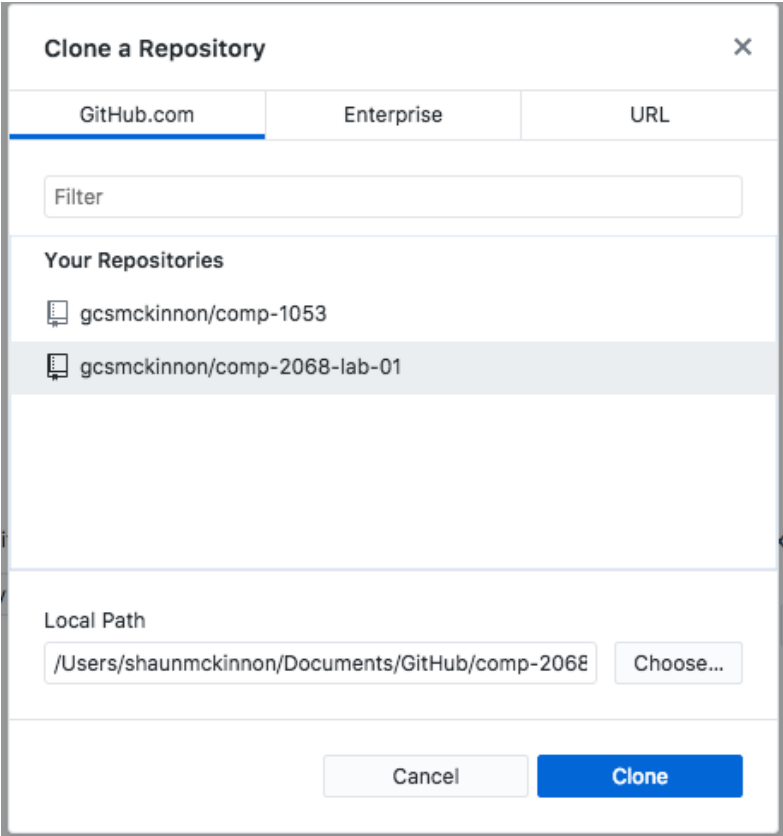 Clone a Repository
GitHub.com Enterprise URL
Filter
Your Repositories
gcsmckinnon/comp-1053
gcsmckinnon/comp-2068-lab-01
Local Path
/Users/shaunmckinnon/Documents/GitHub/comp-2068 Choose...
Cancel Clone